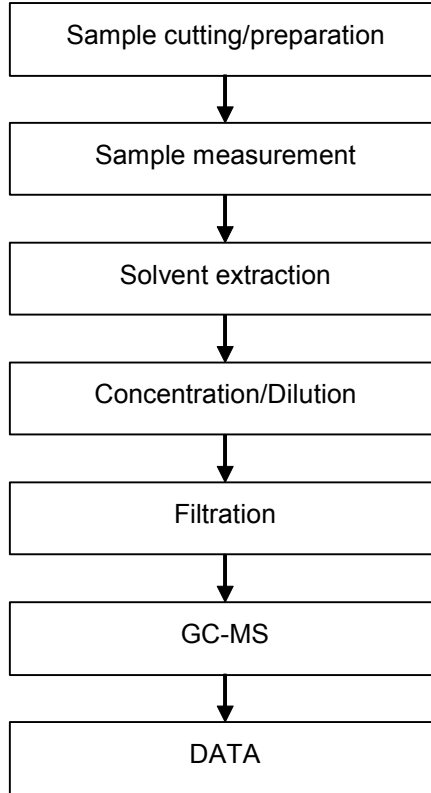 Sample cutting/preparation
Sample measurement
Solvent extraction
Concentration/Dilution
Filtration
GC-MS
DATA